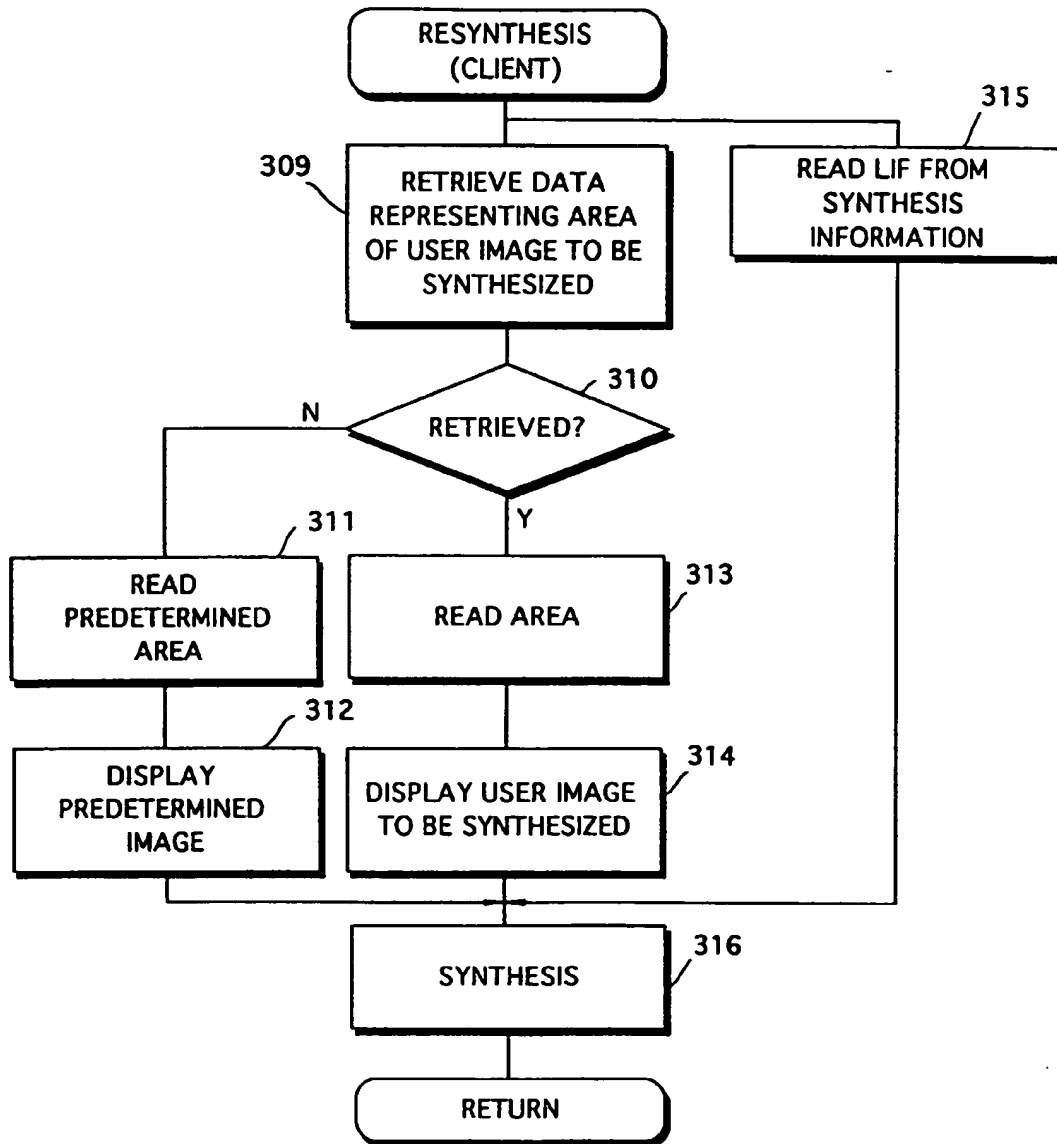 RESYNTHESIS
(CLIENT)
315
READ LIF FROM
SYNTHESIS
INFORMATION
309
RETRIEVE DATA
REPRESENTING AREA
OF USER IMAGE TO BE
SYNTHESIZED
310
N
RETRIEVED?
Y
311
READ
PREDETERMINED
AREA
313
READ AREA
312
DISPLAY
PREDETERMINED
IMAGE
314
DISPLAY USER IMAGE
TO BE SYNTHESIZED
316
SYNTHESIS
RETURN